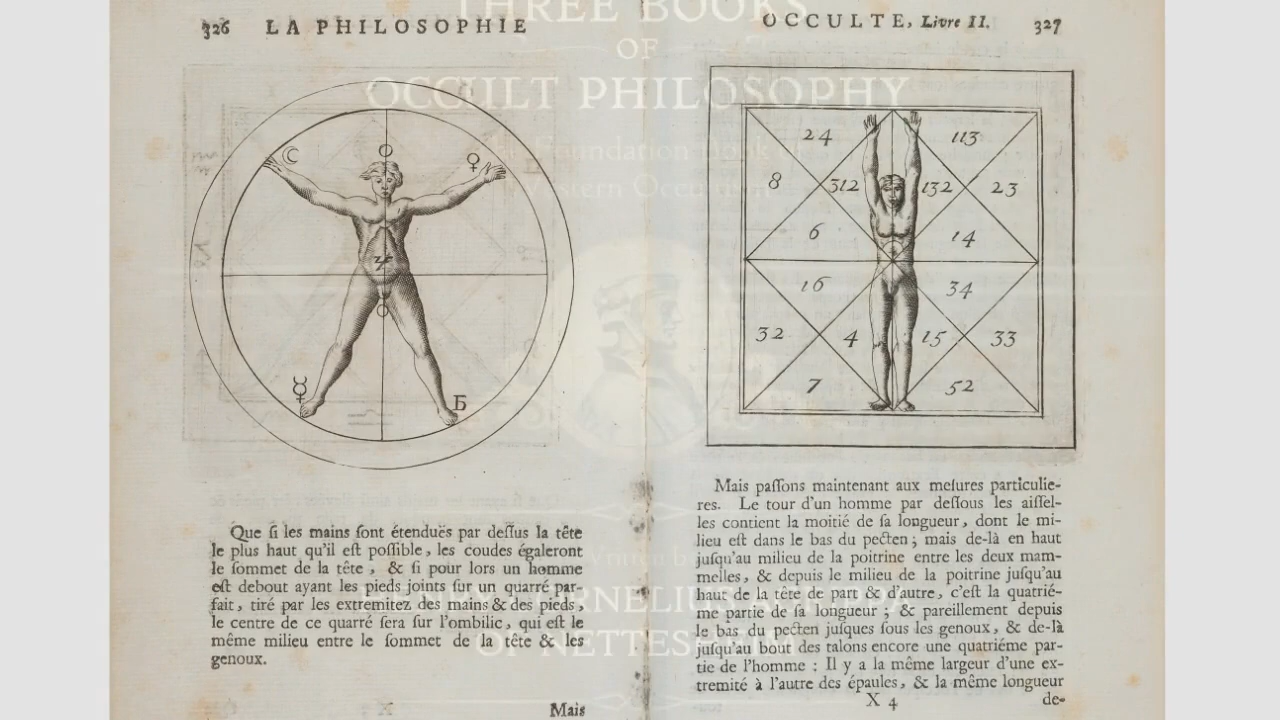 326 LA PHILOSOPHIE
Que ſi les mains ſont étenduës par deſſus la tête
le plus haut qu'il eſt poſſible, les coudes égaleront
le ſommet de la tête, & ſi pour lors un homme
eſt debout ayant les pieds joints ſur un quarré par-
fait, tiré par les extremitez des mains & des pieds,
le centre de ce quarré ſera ſur l'ombilic, qui eſt le
même milieu entre le ſommet de la tête & les
genoux.
Mais
OCCULTE, Livre II. 327
24 113
8 312 132 23
6 14
16 34
32 4 15 33
7 52
Mais paſſons maintenant aux meſures particulie-
res. Le tour d'un homme par deſſous les aiſſel-
les contient la moitié de ſa longueur, dont le mi-
lieu eſt dans le bas du pecten; mais de-là en haut
juſqu'au milieu de la poitrine entre les deux mam-
melles, & depuis le milieu de la poitrine juſqu'au
haut de la tête de part & d'autre, c'eſt la quatrié-
me partie de ſa longueur; & pareillement depuis
le bas du pecten juſques ſous les genoux, & de-là
juſqu'au bout des talons encore une quatriéme par-
tie de l'homme: Il y a la même largeur d'une ex-
tremité à l'autre des épaules, & la même longueur
X 4 de-
THREE BOOKS
OF
OCCULT PHILOSOPHY
Foundation Book of
Western Occultism
HENRY CORNELIUS
OF NETTESHEIM